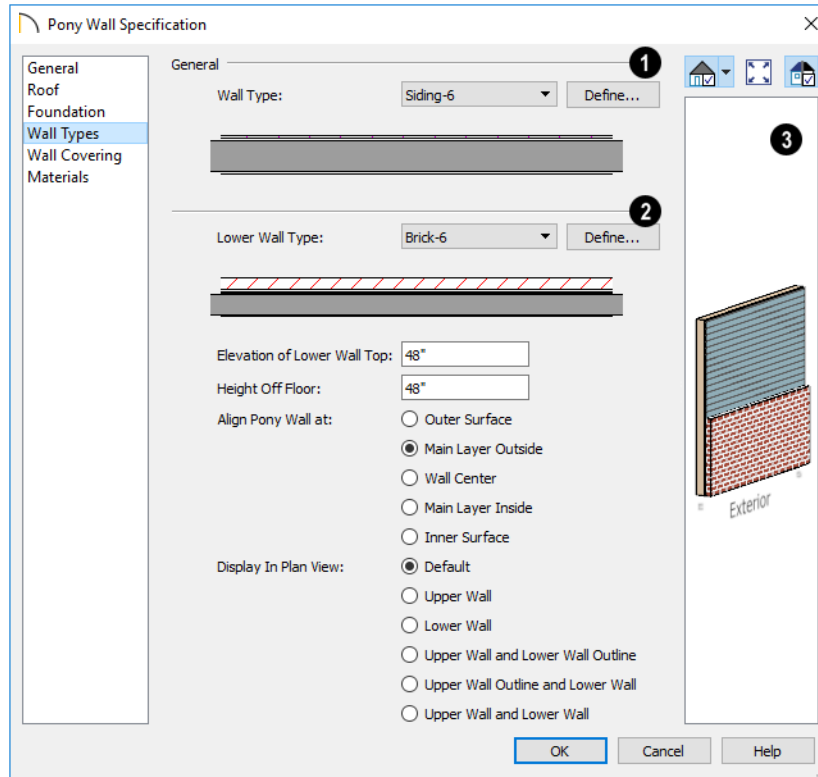 Pony Wall Specification
General
Roof
Foundation
Wall Types
Wall Covering
Materials
General
1
Wall Type:
Siding-6
Define...
2
Lower Wall Type:
Brick-6
Define...
Elevation of Lower Wall Top:
48"
Height Off Floor:
48"
Align Pony Wall at:
Outer Surface
Main Layer Outside
Wall Center
Main Layer Inside
Inner Surface
Display In Plan View:
Default
Upper Wall
Lower Wall
Upper Wall and Lower Wall Outline
Upper Wall Outline and Lower Wall
Upper Wall and Lower Wall
3
Exterior
OK
Cancel
Help